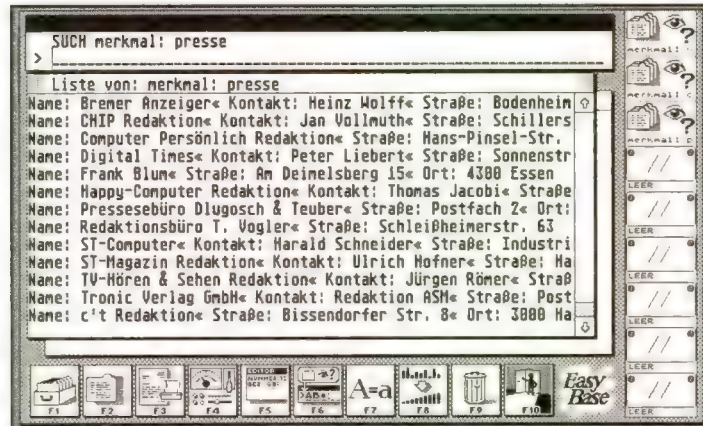 SUCH merkmal: presse
>
Liste von: merkmal: presse
Name: Bremer Anzeiger« Kontakt: Heinz Wolff« Straße: Bodenheim
Name: CHIP Redaktion« Kontakt: Jan Vollmuth« Straße: Schillers
Name: Computer Persönlich Redaktion« Straße: Hans-Pinsel-Str.
Name: Digital Times« Kontakt: Peter Liebert« Straße: Sonnenstr
Name: Frank Blum« Straße: Am Deimelsberg 15« Ort: 4300 Essen
Name: Happy-Computer Redaktion« Kontakt: Thomas Jacobi« Straße
Name: Pressesebüro Dlugosch & Teuber« Straße: Postfach 2« Ort:
Name: Redaktionsbüro T. Vogler« Straße: Schleißheimerstr. 63
Name: ST-Computer« Kontakt: Harald Schneider« Straße: Industri
Name: ST-Magazin Redaktion« Kontakt: Ulrich Hofner« Straße: Ha
Name: TV-Hören & Sehen Redaktion« Kontakt: Jürgen Römer« Straß
Name: Tronic Verlag GmbH« Kontakt: Redaktion ASM« Straße: Post
Name: c't Redaktion« Straße: Bissendorfer Str. 8« Ort: 3000 Ha
merkmal:
merkmal:
merkmal:
LEER
LEER
LEER
LEER
LEER
LEER
EDITOR
A=a
F1 F2 F3 F4 F5 F6 F7 F8 F9 F10
Easy
Base